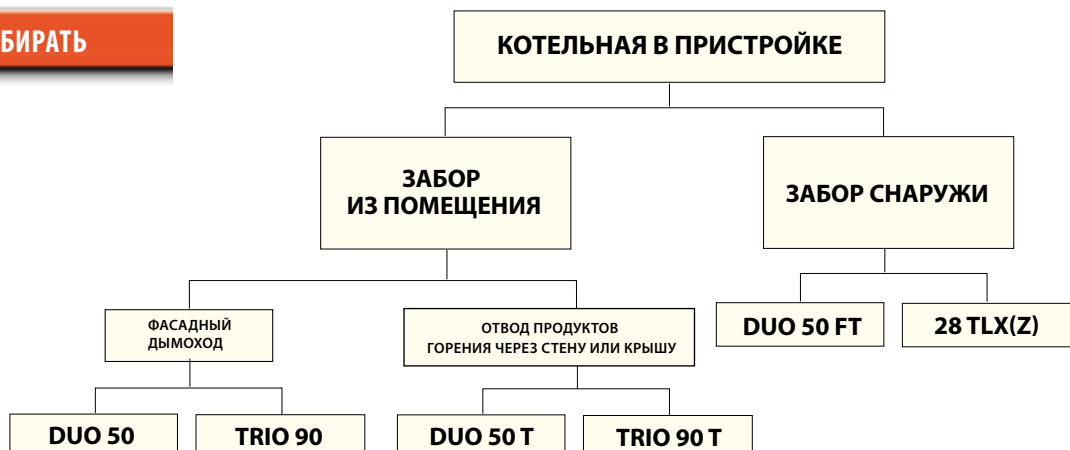 БИРАТЬ
КОТЕЛЬНАЯ В ПРИСТРОЙКЕ
ЗАБОР
ИЗ ПОМЕЩЕНИЯ
ЗАБОР СНАРУЖИ
ФАСАДНЫЙ
ДЫМОХОД
ОТВОД ПРОДУКТОВ
ГОРЕНИЯ ЧЕРЕЗ СТЕНУ ИЛИ КРЫШУ
DUO 50 FT
28 TLX(Z)
DUO 50
TRIO 90
DUO 50 T
TRIO 90 T